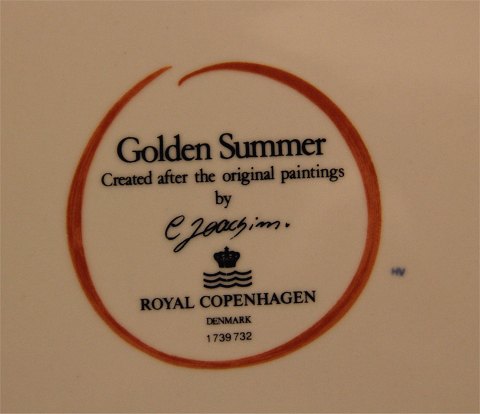 Golden Summer
Created after the original paintings
by
C Joachim.
ROYAL COPENHAGEN
DENMARK
1739732
HV